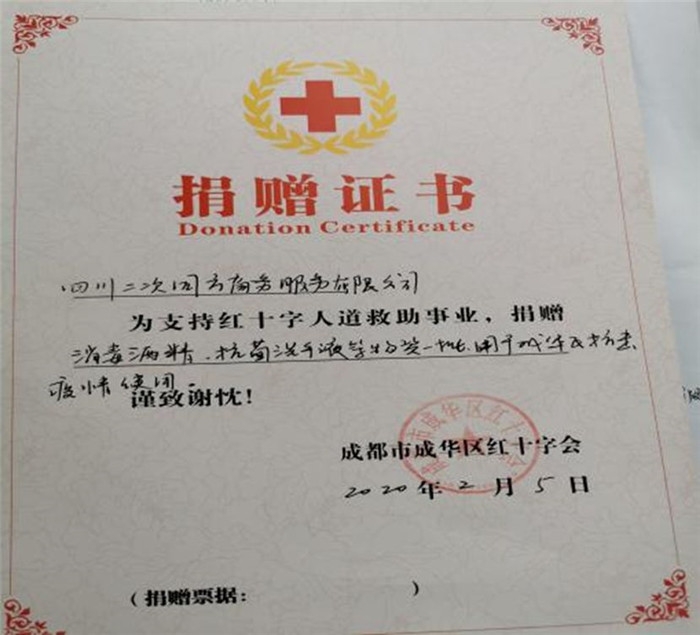 捐赠证书
Donation Certificate
四川二次同方商务服务有限公司
为支持红十字人道救助事业，捐赠
消毒酒精、抗菌洗手液等物资一批，用于成华区抗击
疫情使用。
谨致谢忱！
成都市成华区红十字会
2020年2月5日
（捐赠票据： ）